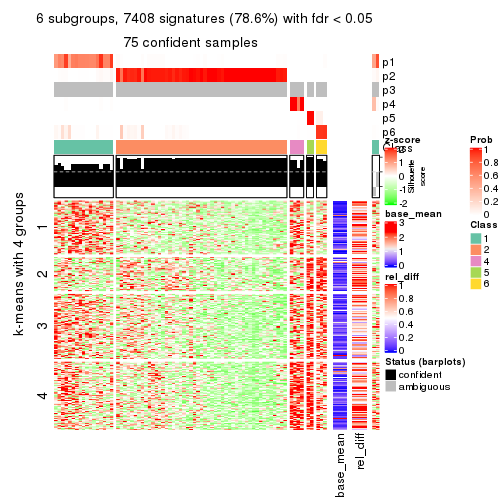 6 subgroups, 7408 signatures (78.6%) with fdr < 0.05
75 confident samples
p1
p2
p3
p4
p5
p6
Silhouette
score
k-means with 4 groups
1
2
3
4
base_mean
rel_diff
z-score
2
1
0
-1
-2
base_mean
3
2
1
0
rel_diff
1
0.8
0.6
0.4
0.2
0
Status (barplots)
confident
ambiguous
Prob
1
0.8
0.6
0.4
0.2
0
Class
1
2
4
5
6